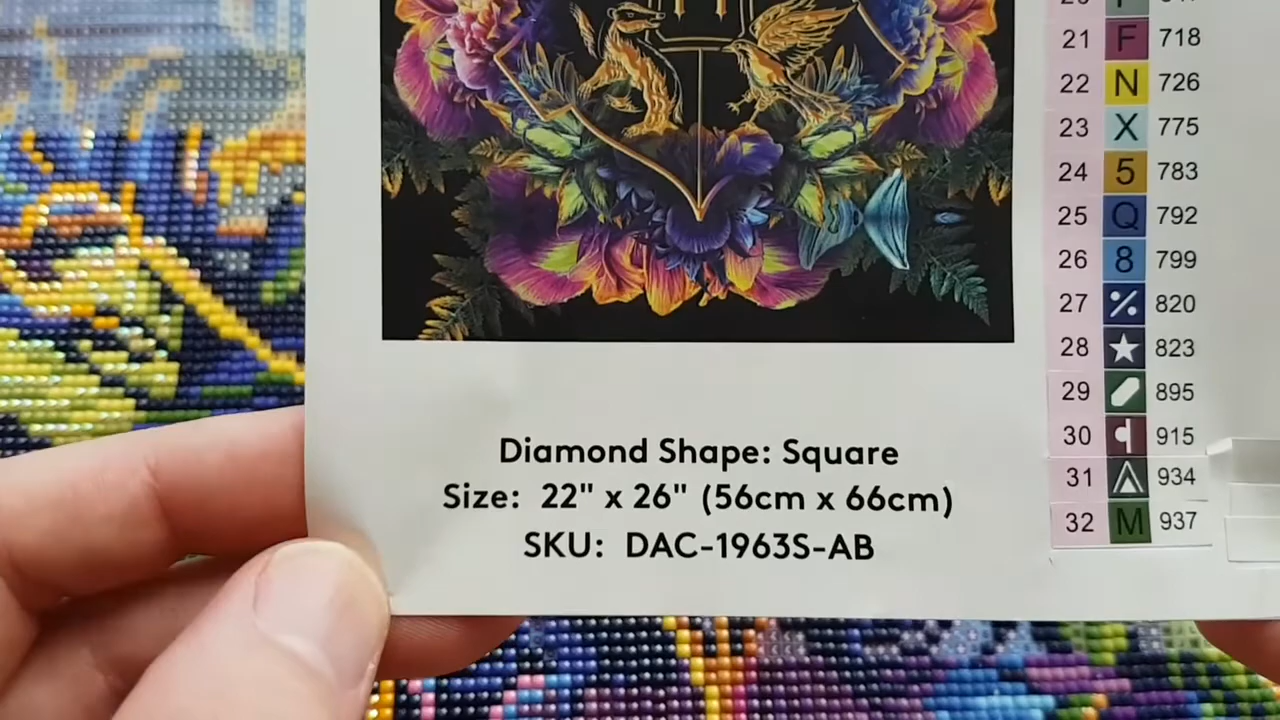 21 F 718
22 N 726
23 X 775
24 5 783
25 Q 792
26 8 799
27 820
28 823
29 895
30 915
31 934
32 M 937
Diamond Shape: Square
Size: 22" x 26" (56cm x 66cm)
SKU: DAC-1963S-AB